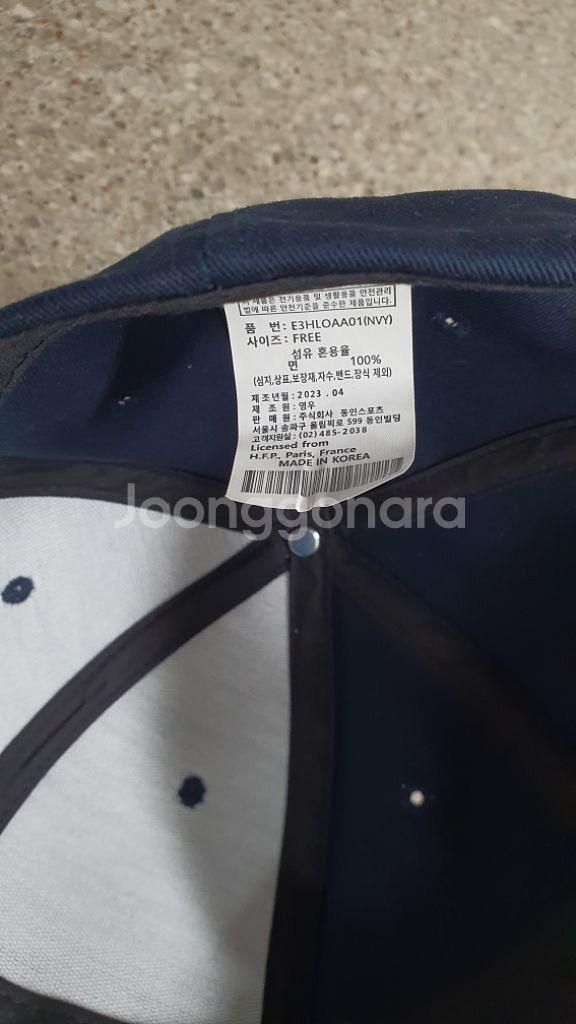 이 제품은 전기용품 및 생활용품 안전관리
법에 따른 안전기준을 준수한 제품입니다.
품 번 : E3HLOAA01(NVY)
사이즈 : FREE
섬유 혼용율
면 100%
(심지,상표,보장재,자수,밴드,장식 제외)
제조년월 : 2023 . 04
제 조 원 : 영우
판 매 원 : 주식회사 동인스포츠
서울시 송파구 올림픽로 599 동인빌딩
고객지원실 : (02) 485-2038
Licensed from
H.F.P., Paris, France
MADE IN KOREA
Joonggonara